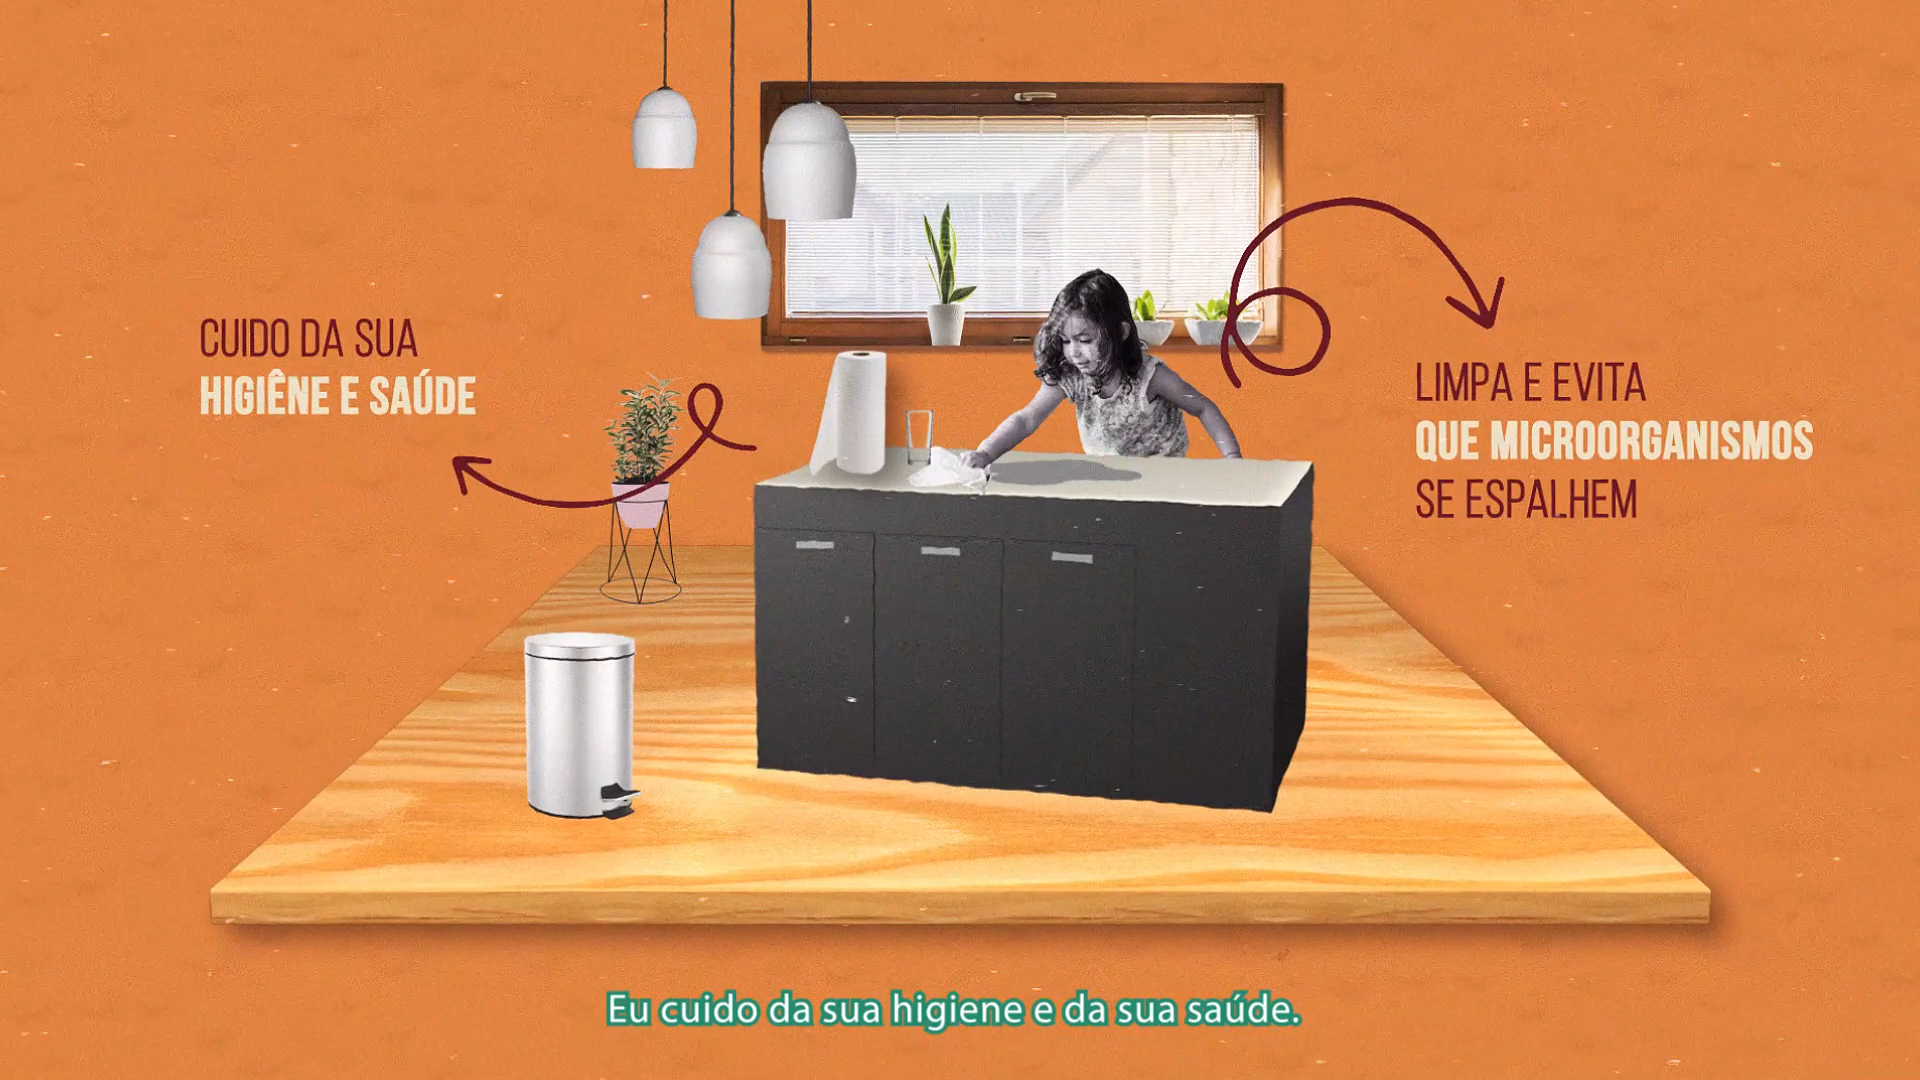 CUIDO DA SUA
HIGIÊNE E SAÚDE
LIMPA E EVITA
QUE MICROORGANISMOS
SE ESPALHEM
Eu cuido da sua higiene e da sua saúde.